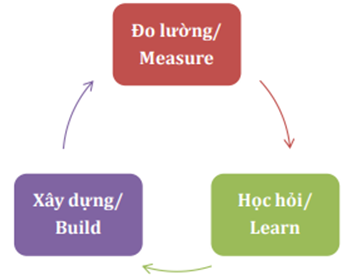 Đo lường/
Measure
Xây dựng/
Build
Học hỏi/
Learn